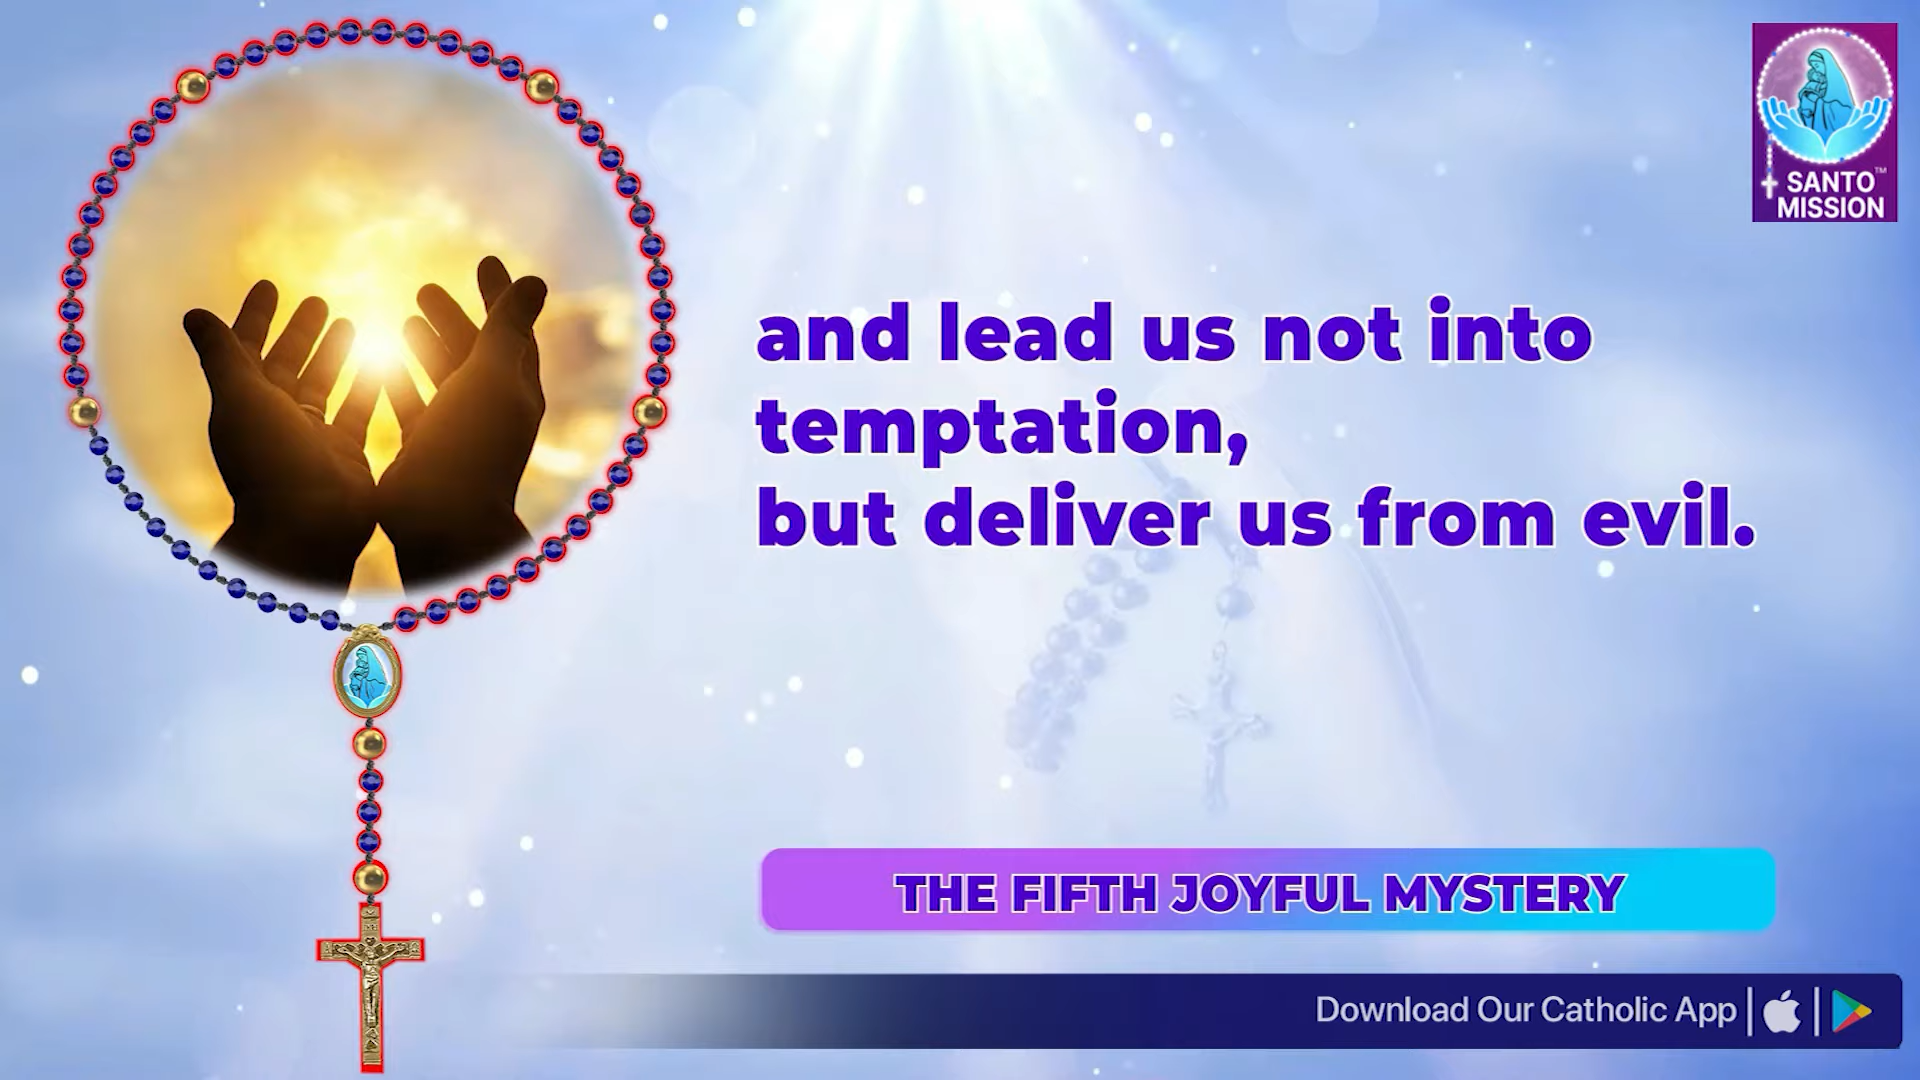 SANTO™
MISSION
and lead us not into
temptation,
but deliver us from evil.
THE FIFTH JOYFUL MYSTERY
Download Our Catholic App